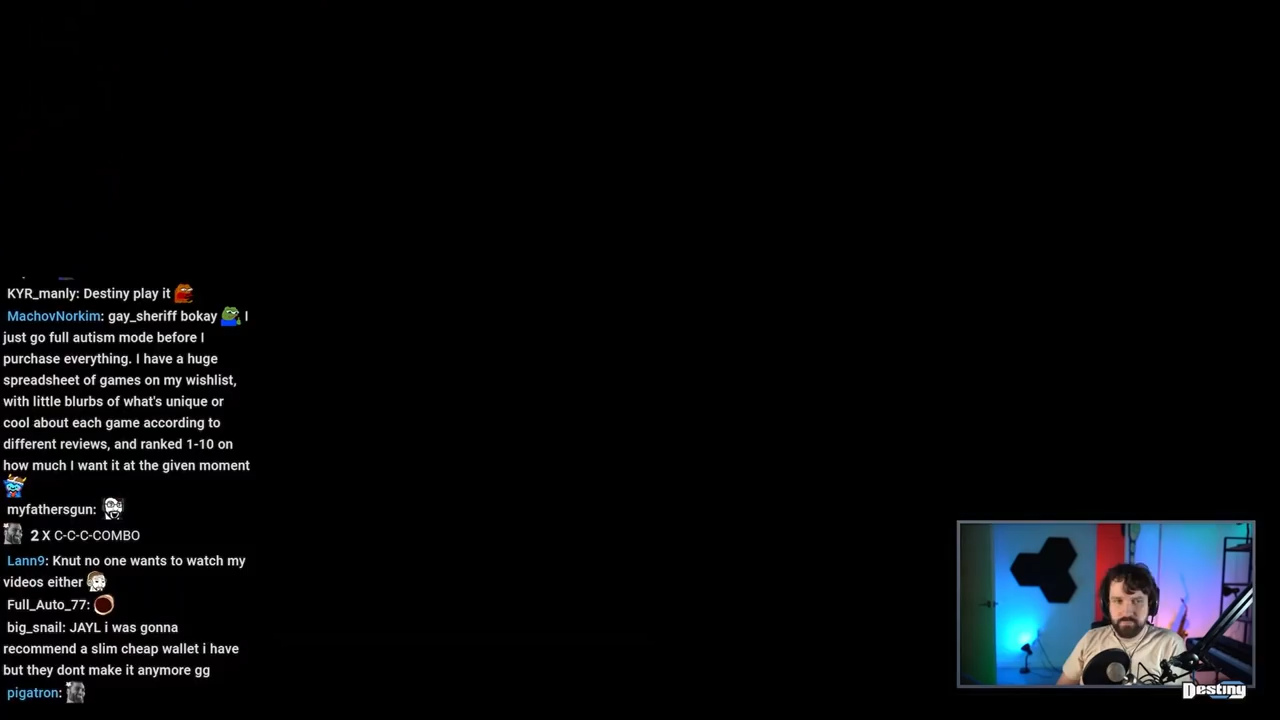 KYR_manly: Destiny play it
MachovNorkim: gay_sheriff bokay I
just go full autism mode before I
purchase everything. I have a huge
spreadsheet of games on my wishlist,
with little blurbs of what's unique or
cool about each game according to
different reviews, and ranked 1-10 on
how much I want it at the given moment
myfathersgun:
2 X C-C-C-COMBO
Lann9: Knut no one wants to watch my
videos either
Full_Auto_77:
big_snail: JAYL i was gonna
recommend a slim cheap wallet i have
but they dont make it anymore gg
pigatron:
Destiny